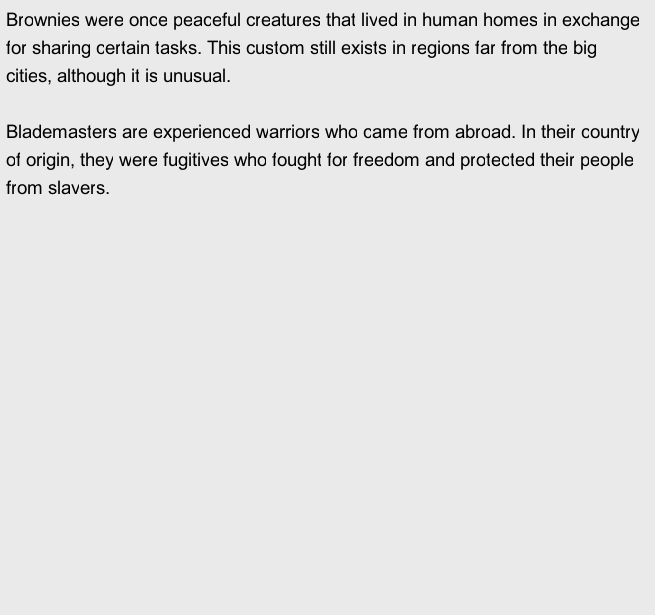 Brownies were once peaceful creatures that lived in human homes in exchange
for sharing certain tasks. This custom still exists in regions far from the big
cities, although it is unusual.
Blademasters are experienced warriors who came from abroad. In their country
of origin, they were fugitives who fought for freedom and protected their people
from slavers.